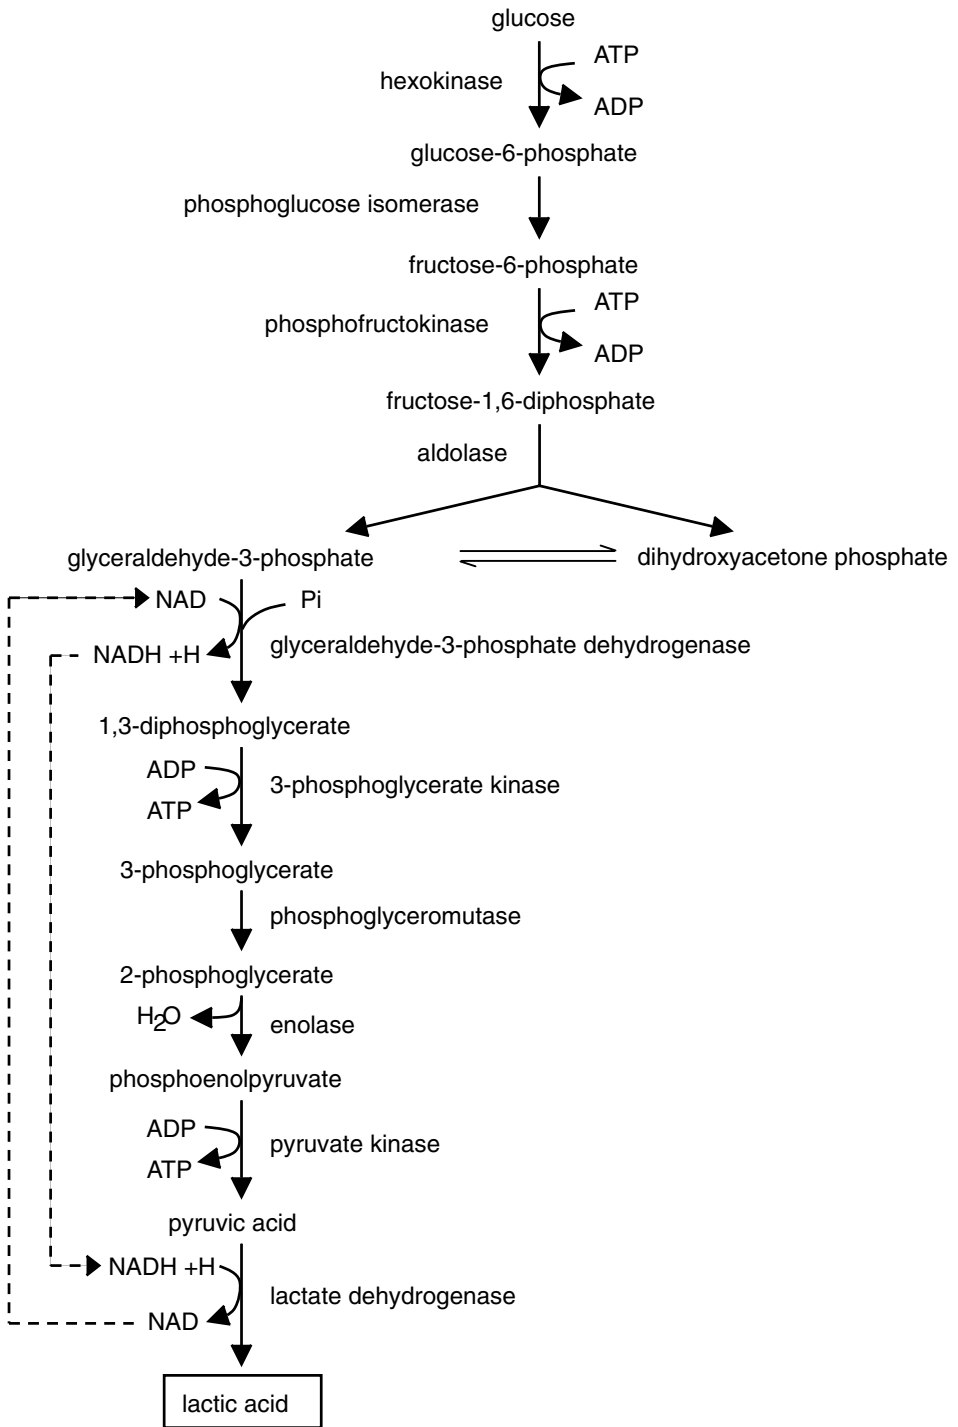 glucose
ATP
hexokinase
ADP
glucose-6-phosphate
phosphoglucose isomerase
fructose-6-phosphate
ATP
phosphofructokinase
ADP
fructose-1,6-diphosphate
aldolase
glyceraldehyde-3-phosphate
dihydroxyacetone phosphate
NAD
Pi
glyceraldehyde-3-phosphate dehydrogenase
NADH +H
1,3-diphosphoglycerate
ADP
3-phosphoglycerate kinase
ATP
3-phosphoglycerate
phosphoglyceromutase
2-phosphoglycerate
H2O
enolase
phosphoenolpyruvate
ADP
pyruvate kinase
ATP
pyruvic acid
NADH +H
lactate dehydrogenase
NAD
lactic acid